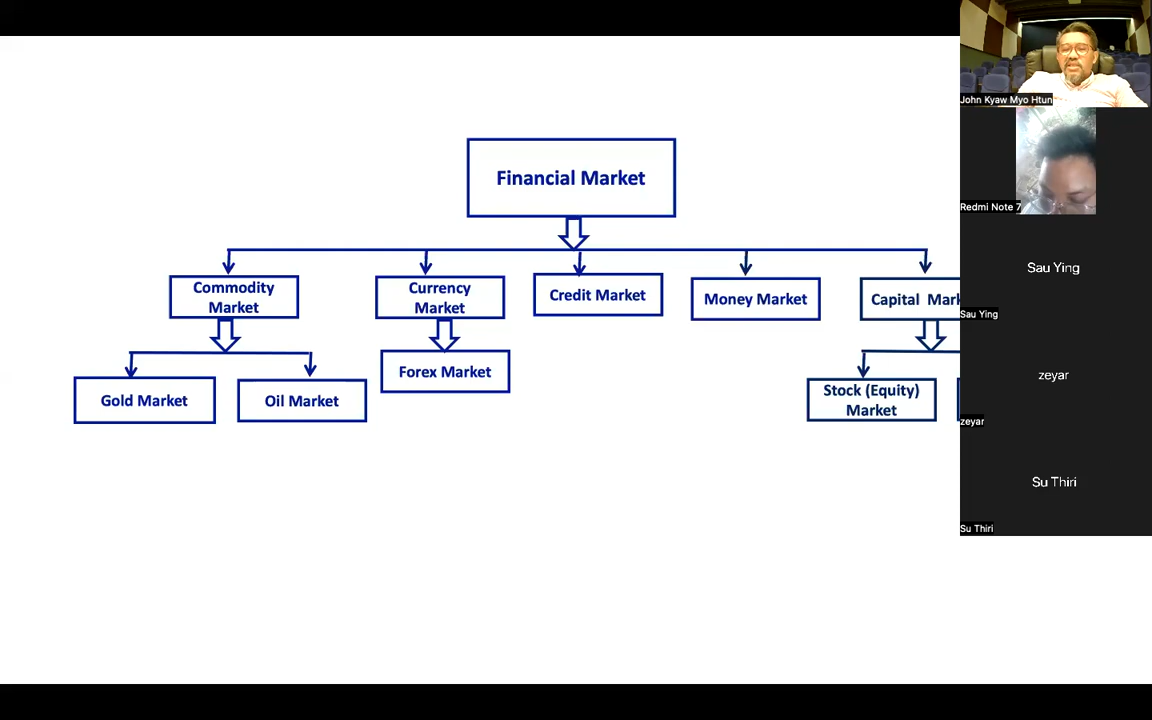 Financial Market
Commodity
Market
Currency
Market
Credit Market
Money Market
Capital Mark
Gold Market
Oil Market
Forex Market
Stock (Equity)
Market
John Kyaw Myo Htun
Redmi Note 7
Sau Ying
Sau Ying
zeyar
zeyar
Su Thiri
Su Thiri